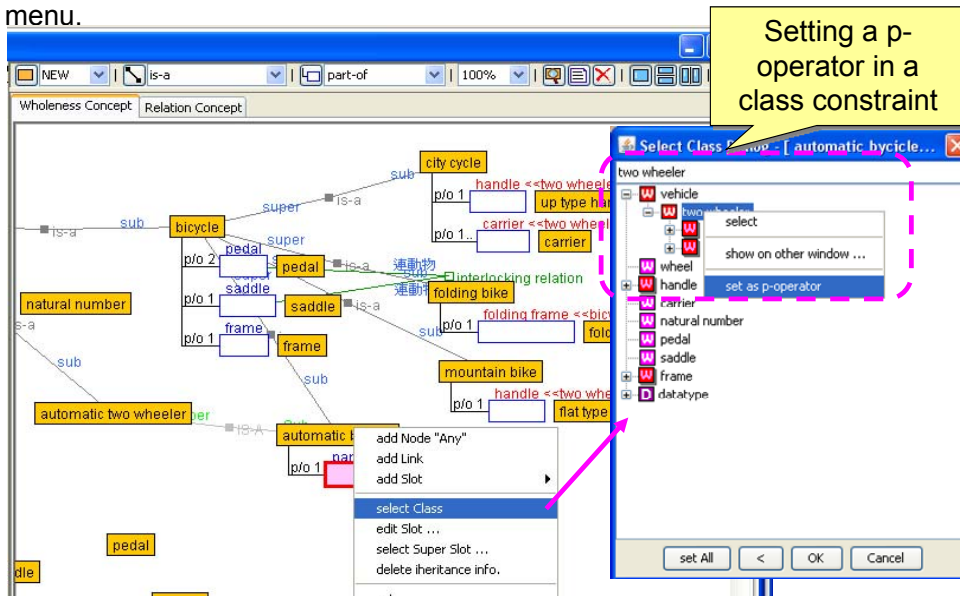 menu.
Setting a p-
operator in a
class constraint
NEW
is-a
part-of
100%
Wholeness Concept
Relation Concept
Select Class
- [ automatic bycicle...
two wheeler
vehicle
two wheeler
select
show on other window ...
set as p-operator
wheel
handle
carrier
natural number
pedal
saddle
frame
datatype
set All
<
OK
Cancel
city cycle
sub
p/o 1
handle <<two wheele
up type ha
super
is-a
carrier <<two wheel
p/o 1..
carrier
is-a
sub
bicycle
super
p/o 2
pedal
pedal
is-a
連動物
sub
interlocking relation
saddle
p/o 1
saddle
is-a
連動
folding bike
natural number
s-a
frame
p/o 1
frame
sub
p/o 1
folding frame <<bic
fold
sub
sub
mountain bike
p/o 1
handle <<two whe
flat type
automatic two wheeler
per
IS-A
automatic b
p/o 1
add Node "Any"
add Link
add Slot
select Class
edit Slot ...
select Super Slot ...
delete iheritance info.
pedal
dle